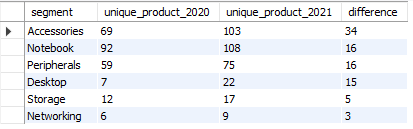 segment unique_product_2020 unique_product_2021 difference
Accessories 69 103 34
Notebook 92 108 16
Peripherals 59 75 16
Desktop 7 22 15
Storage 12 17 5
Networking 6 9 3